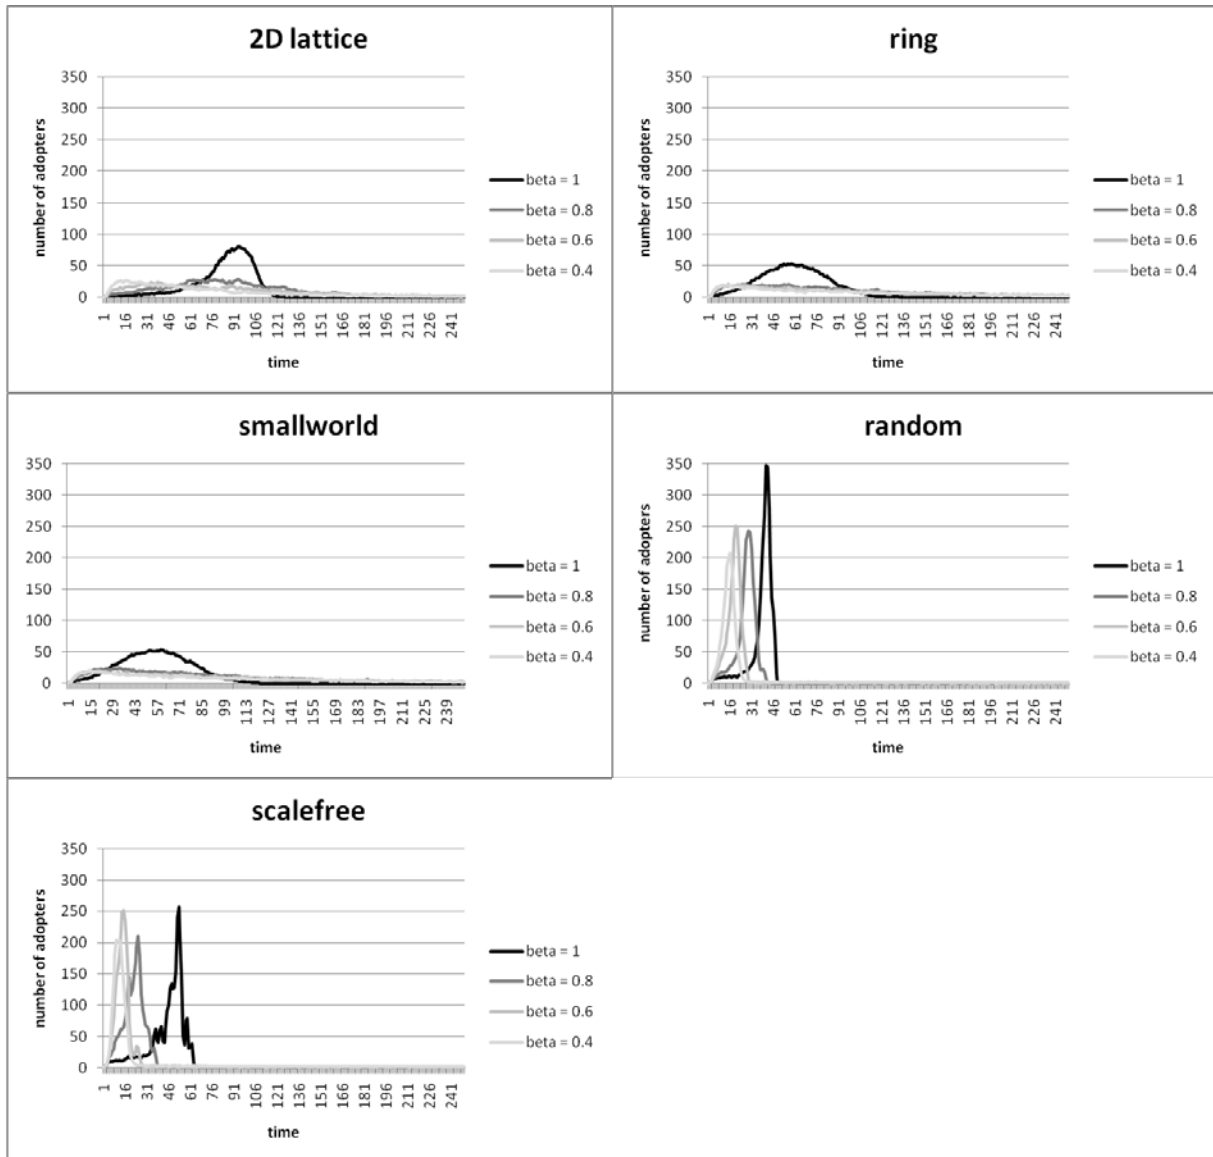 2D lattice
number of adopters
350
300
250
200
150
100
50
0
1 16 31 46 61 76 91 106 121 136 151 166 181 196 211 226 241
time
beta = 1
beta = 0.8
beta = 0.6
beta = 0.4
ring
number of adopters
350
300
250
200
150
100
50
0
1 16 31 46 61 76 91 106 121 136 151 166 181 196 211 226 241
time
beta = 1
beta = 0.8
beta = 0.6
beta = 0.4
smallworld
350
300
250
200
150
100
50
0
1 15 29 43 57 71 85 99 113 127 141 155 169 183 197 211 225 239
time
beta = 1
beta = 0.8
beta = 0.6
beta = 0.4
random
number of adopters
350
300
250
200
150
100
50
0
1 16 31 46 61 76 91 106 121 136 151 166 181 196 211 226 241
time
beta = 1
beta = 0.8
beta = 0.6
beta = 0.4
scalefree
number of adopters
350
300
250
200
150
100
50
0
1 16 31 46 61 76 91 106 121 136 151 166 181 196 211 226 241
time
beta = 1
beta = 0.8
beta = 0.6
beta = 0.4